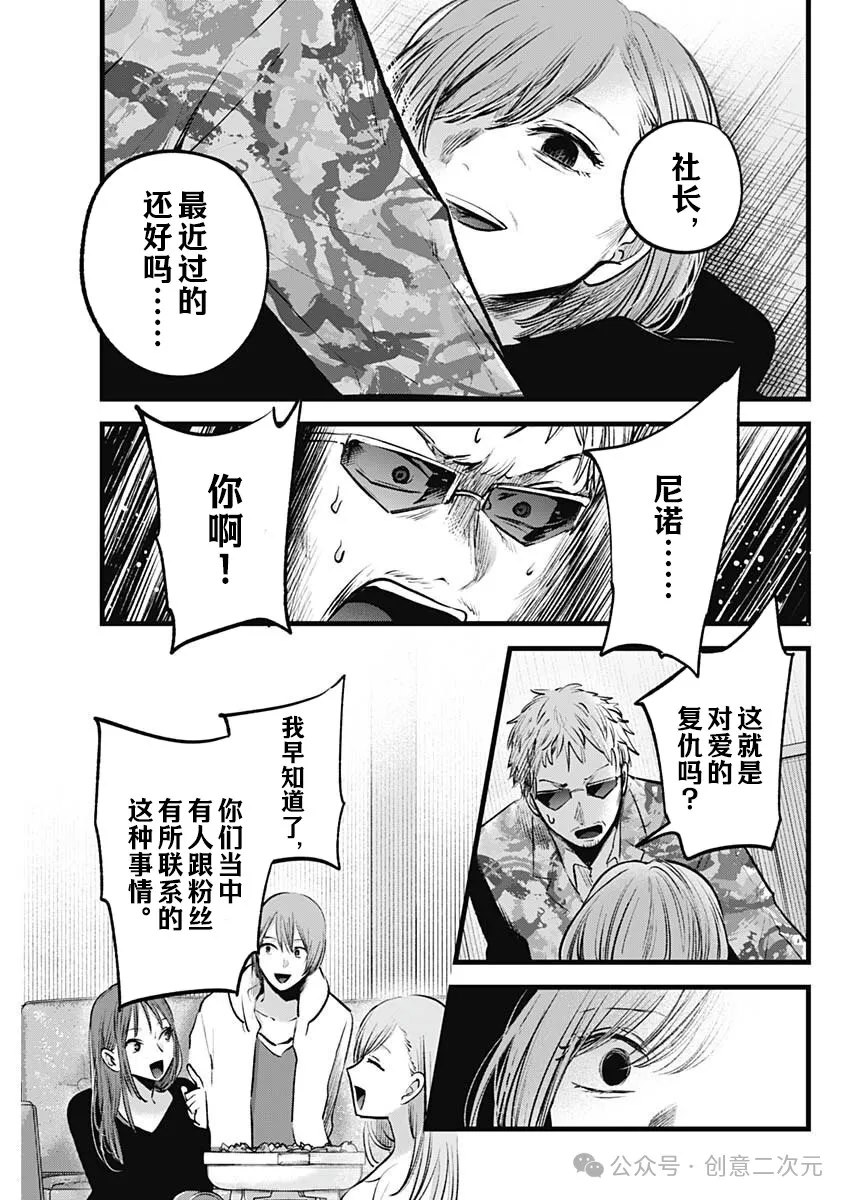 社长，
最近过的
还好吗……
尼诺……
你啊！
这就是
对爱的
复仇吗？
我早知道了，
你们当中
有人跟粉丝
有所联系的
这种事情。
公众号·创意二次元